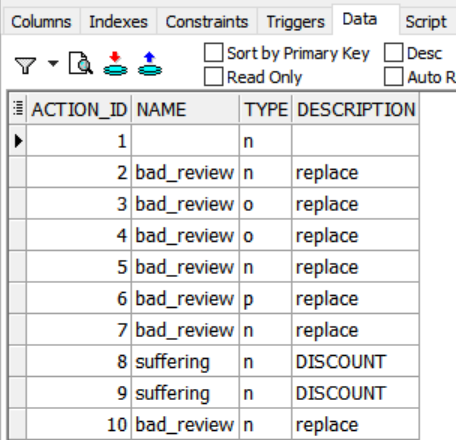 Columns Indexes Constraints Triggers Data Script
Sort by Primary Key Desc
Read Only Auto R
ACTION_ID NAME TYPE DESCRIPTION
1 n
2 bad_review n replace
3 bad_review o replace
4 bad_review o replace
5 bad_review n replace
6 bad_review p replace
7 bad_review n replace
8 suffering n DISCOUNT
9 suffering n DISCOUNT
10 bad_review n replace